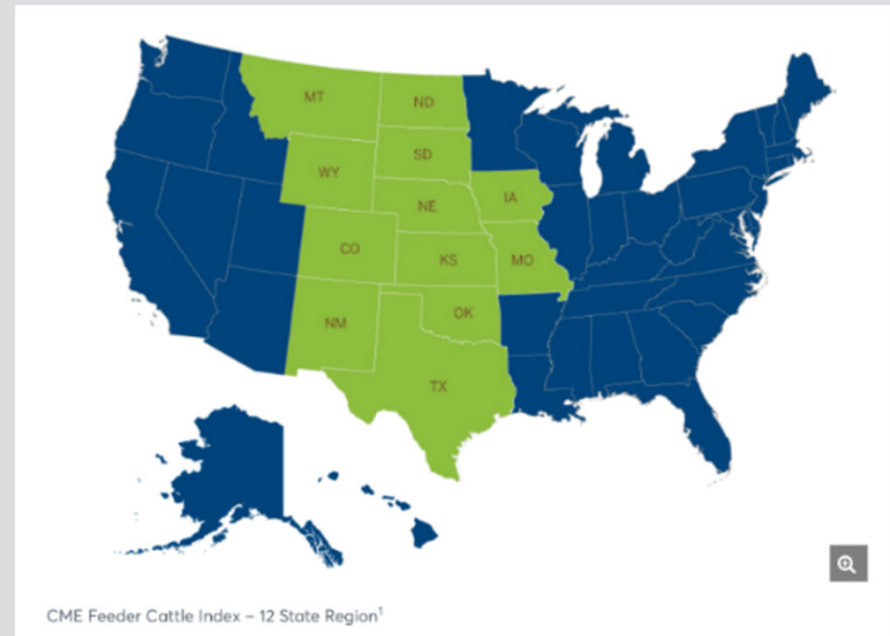 MT
ND
SD
WY
NE
IA
CO
KS
MO
NM
OK
TX
CME Feeder Cattle Index – 12 State Region¹